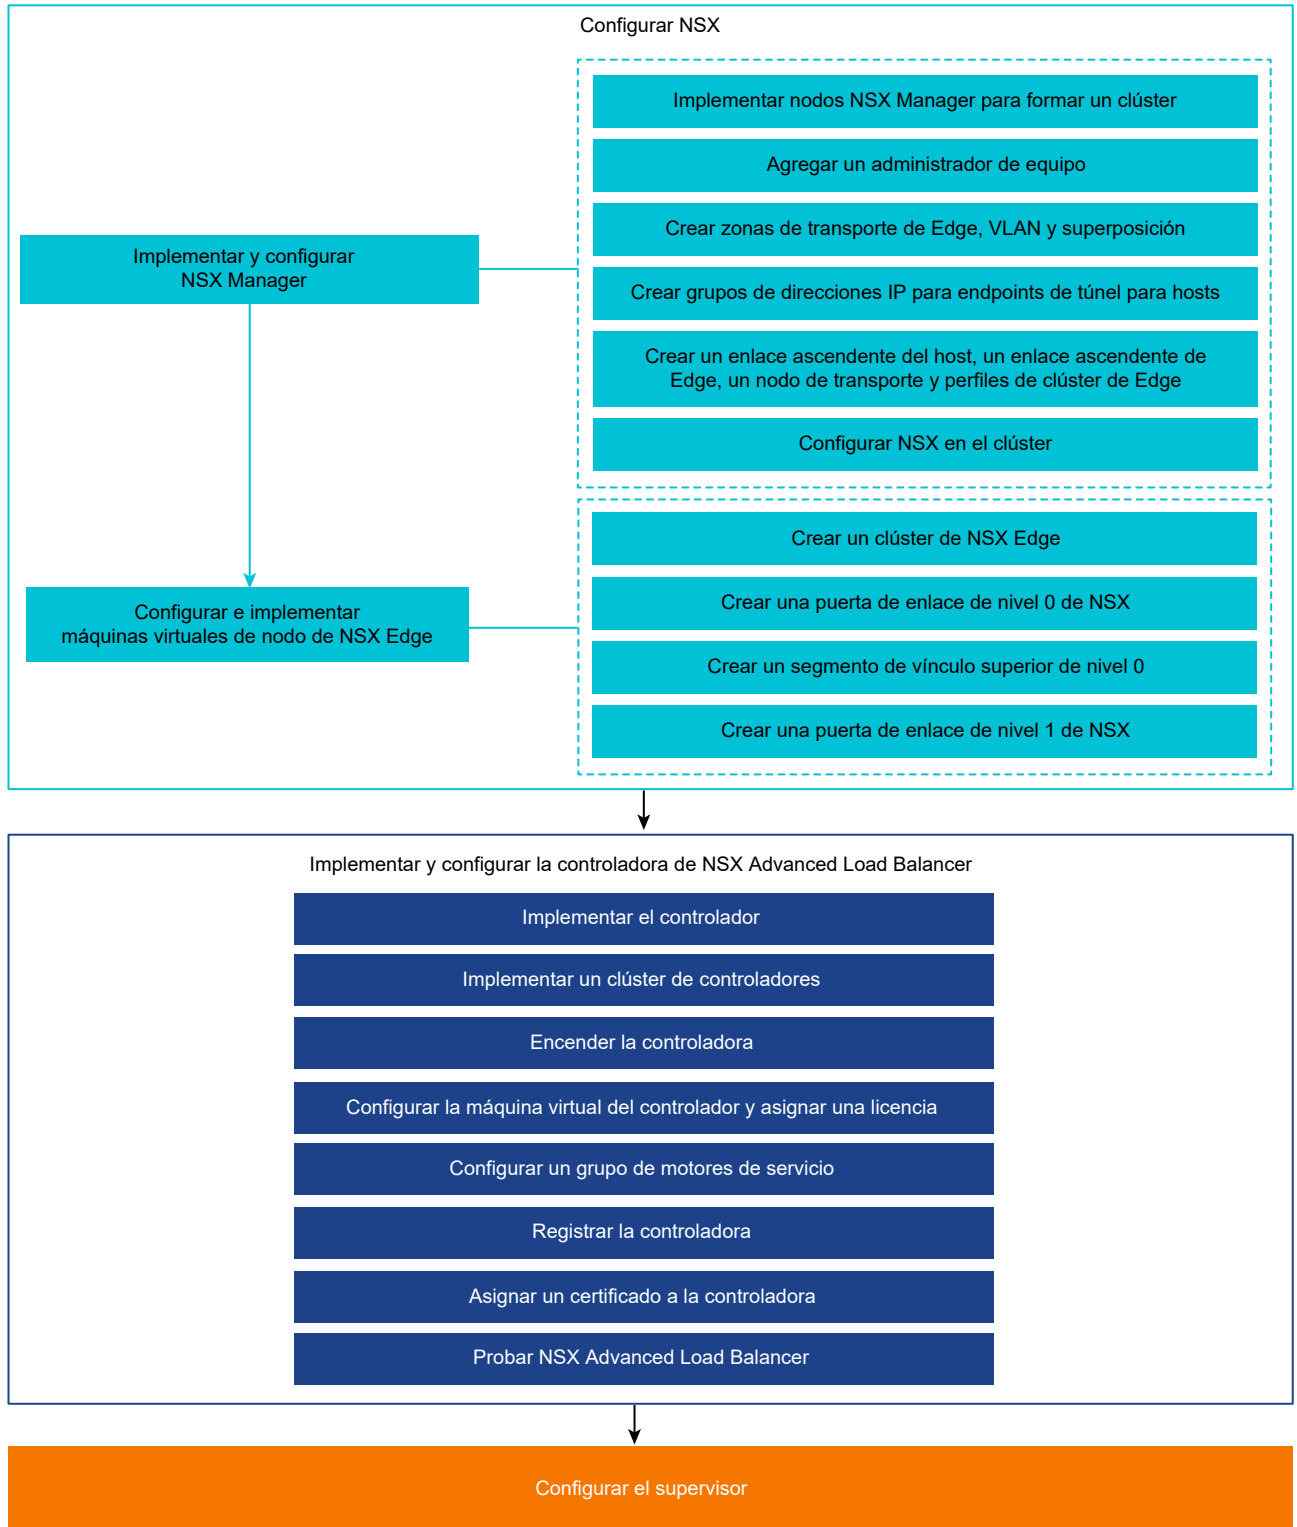 Configurar NSX
Implementar y configurar
NSX Manager
Implementar nodos NSX Manager para formar un clúster
Agregar un administrador de equipo
Crear zonas de transporte de Edge, VLAN y superposición
Crear grupos de direcciones IP para endpoints de túnel para hosts
Crear un enlace ascendente del host, un enlace ascendente de
Edge, un nodo de transporte y perfiles de clúster de Edge
Configurar NSX en el clúster
Configurar e implementar
máquinas virtuales de nodo de NSX Edge
Crear un clúster de NSX Edge
Crear una puerta de enlace de nivel 0 de NSX
Crear un segmento de vínculo superior de nivel 0
Crear una puerta de enlace de nivel 1 de NSX
Implementar y configurar la controladora de NSX Advanced Load Balancer
Implementar el controlador
Implementar un clúster de controladores
Encender la controladora
Configurar la máquina virtual del controlador y asignar una licencia
Configurar un grupo de motores de servicio
Registrar la controladora
Asignar un certificado a la controladora
Probar NSX Advanced Load Balancer
Configurar el supervisor